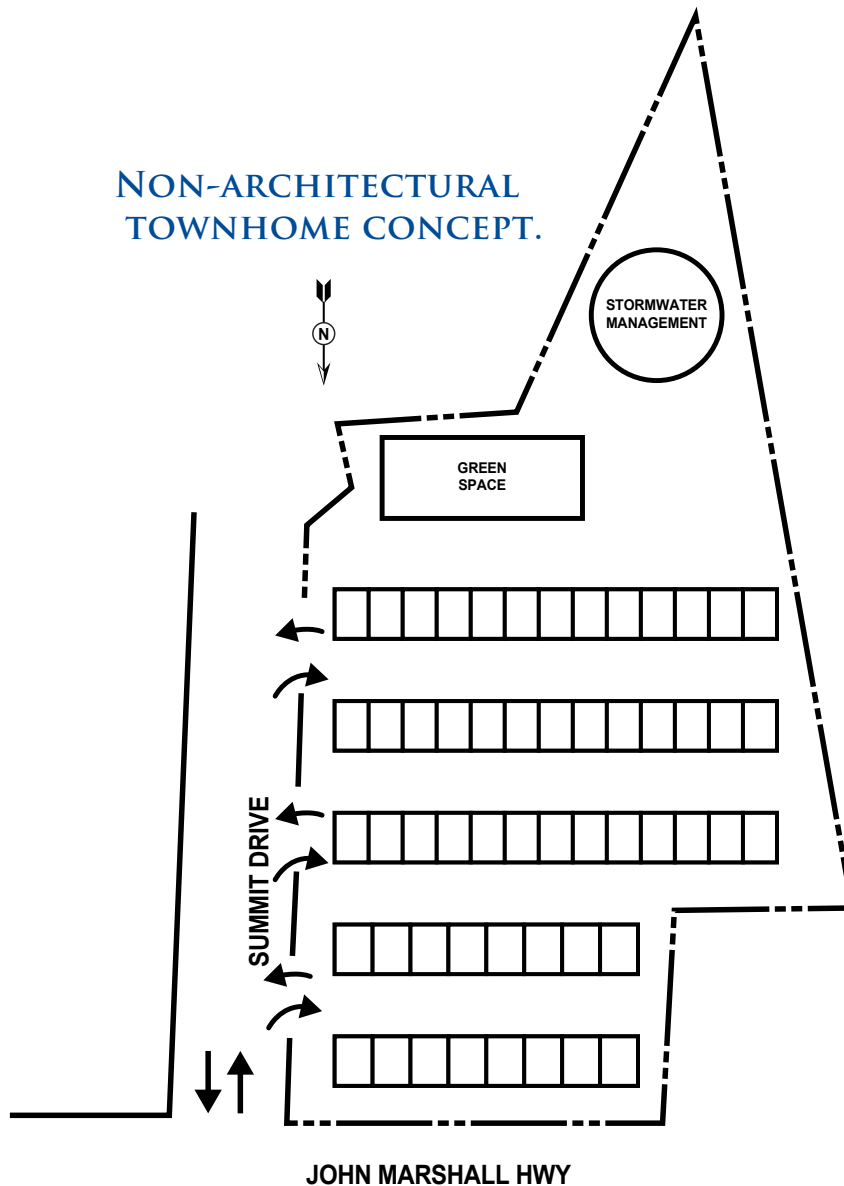 NON-ARCHITECTURAL
TOWNHOME CONCEPT.
N
STORMWATER
MANAGEMENT
GREEN
SPACE
SUMMIT DRIVE
JOHN MARSHALL HWY